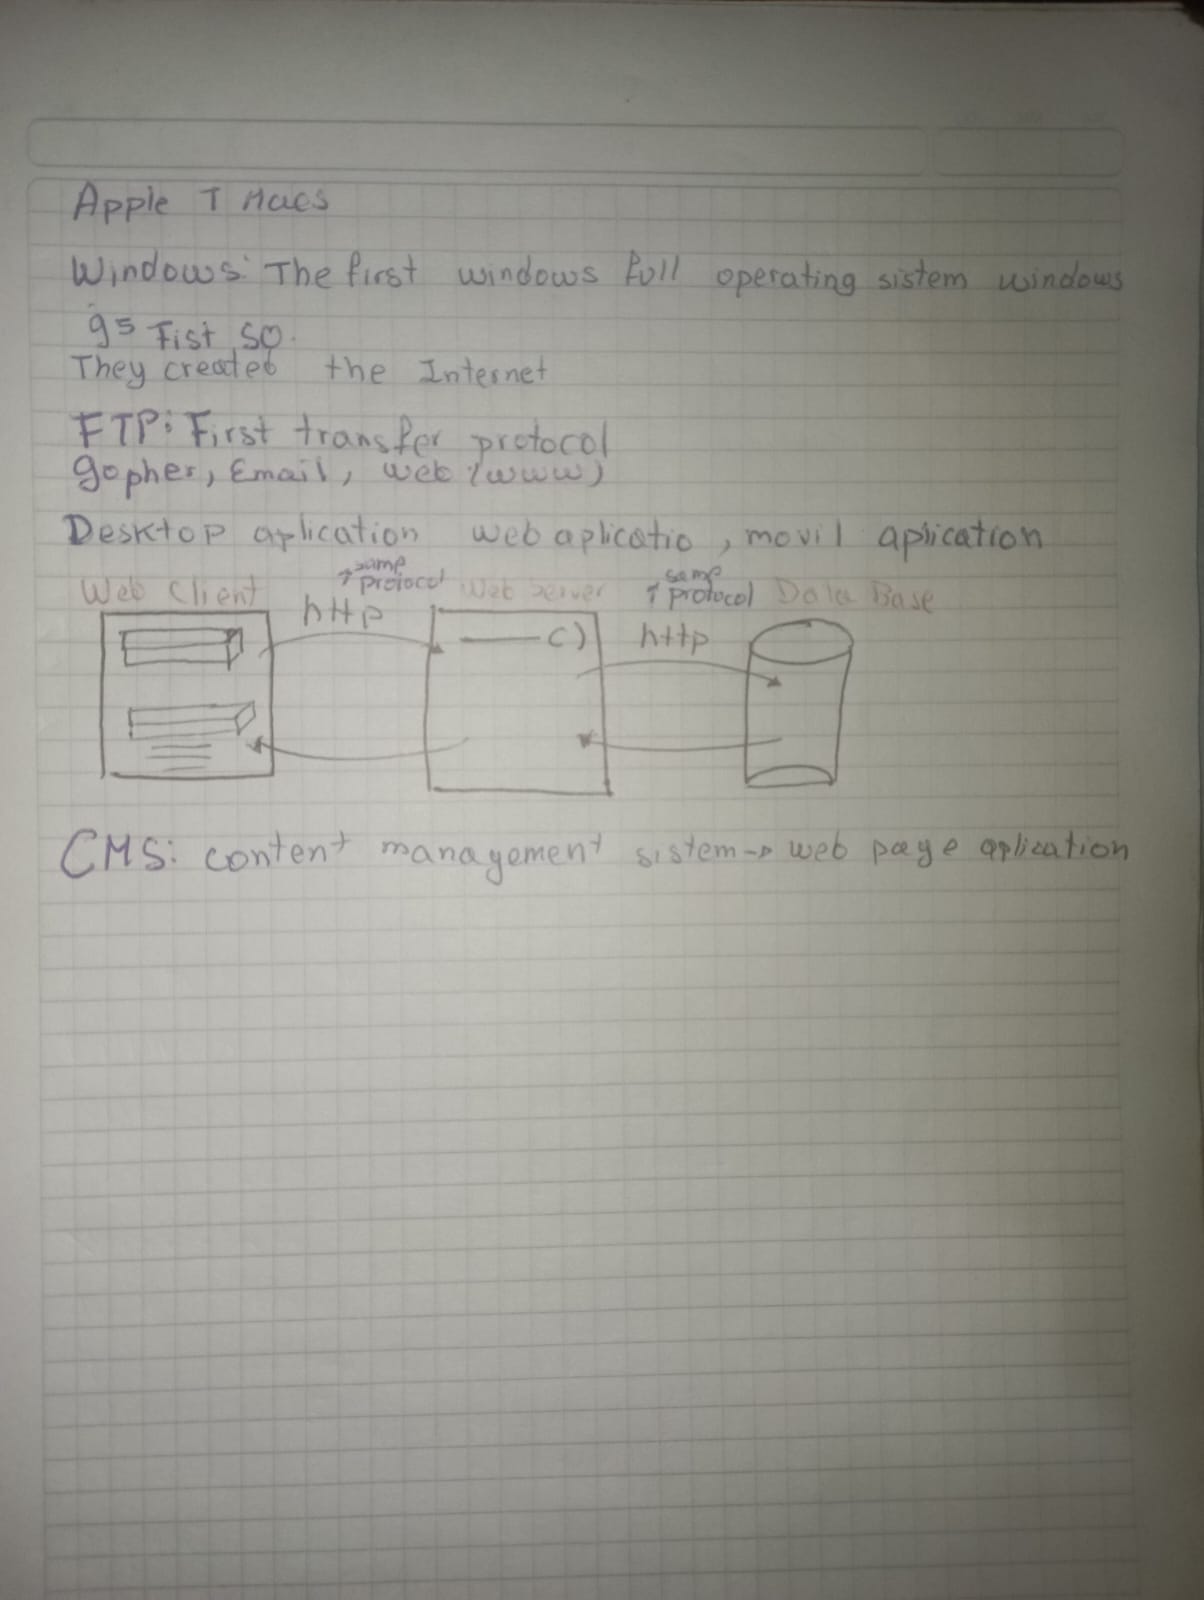 Apple T Macs
Windows: The first windows full operating sistem windows
95 Fist SO.
They created the Internet
FTP: First transfer protocol
gopher, Email, web (www)
Desktop aplication web aplicatio, movil aplication
same same
Web Client protocol Web Server protocol Data Base
http http
c)
CMS: content management sistem → web page aplication